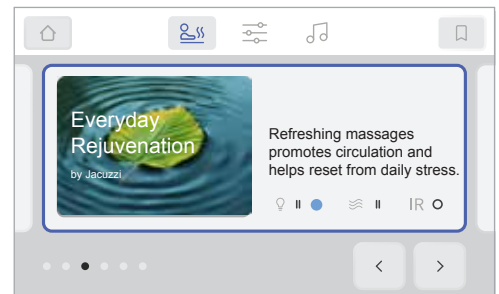 Everyday
Rejuvenation
by Jacuzzi
Refreshing massages
promotes circulation and
helps reset from daily stress.
IR